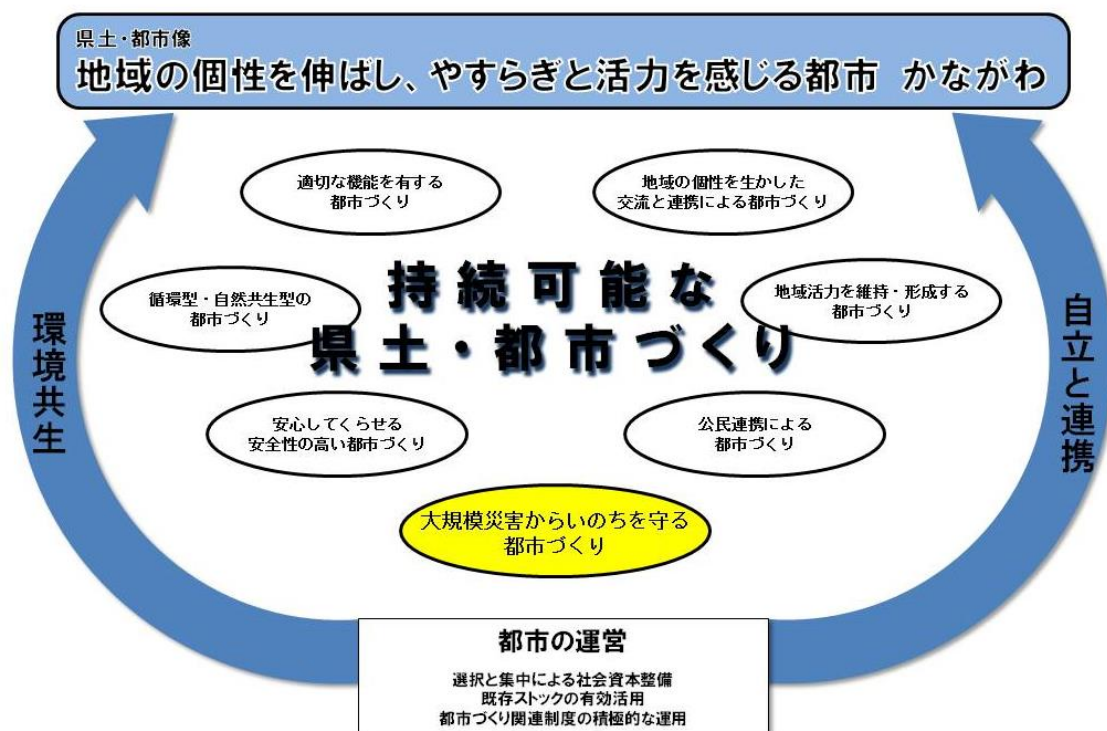 県土・都市像
地域の個性を伸ばし、やすらぎと活力を感じる都市　かながわ
適切な機能を有する
都市づくり
地域の個性を生かした
交流と連携による都市づくり
持続可能な
県土・都市づくり
循環型・自然共生型の
都市づくり
地域活力を維持・形成する
都市づくり
環境共生
自立と連携
安心してくらせる
安全性の高い都市づくり
公民連携による
都市づくり
大規模災害からいのちを守る
都市づくり
都市の運営
選択と集中による社会資本整備
既存ストックの有効活用
都市づくり関連制度の積極的な運用